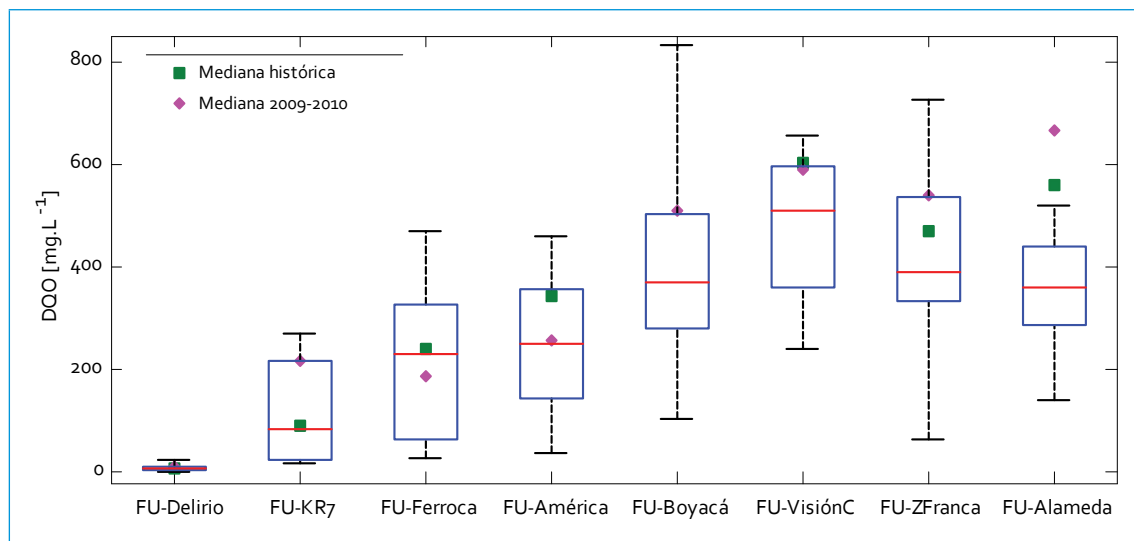 Mediana histórica
Mediana 2009-2010
DQO [mg.L⁻¹]
800
600
400
200
0
FU-Delirio FU-KR7 FU-Ferroca FU-América FU-Boyacá FU-VisiónC FU-ZFranca FU-Alameda